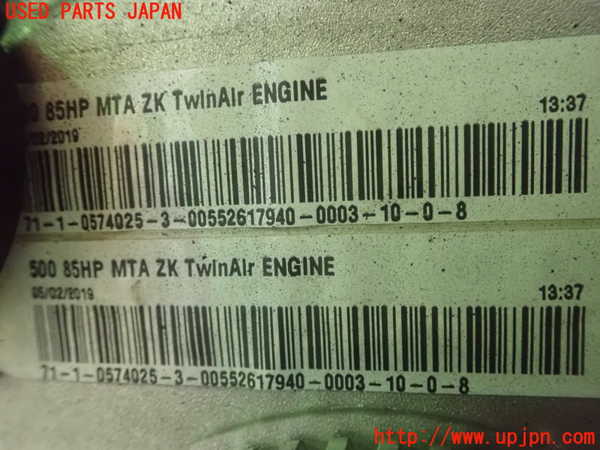 USED PARTS JAPAN
00 85HP MTA ZK TwinAir ENGINE
/02/2019 13:37
71-1-0574025-3-00552617940-0003-10-0-8
500 85HP MTA ZK TwinAir ENGINE
05/02/2019 13:37
71-1-0574025-3-00552617940-0003-10-0-8
http://www.upjpn.com/